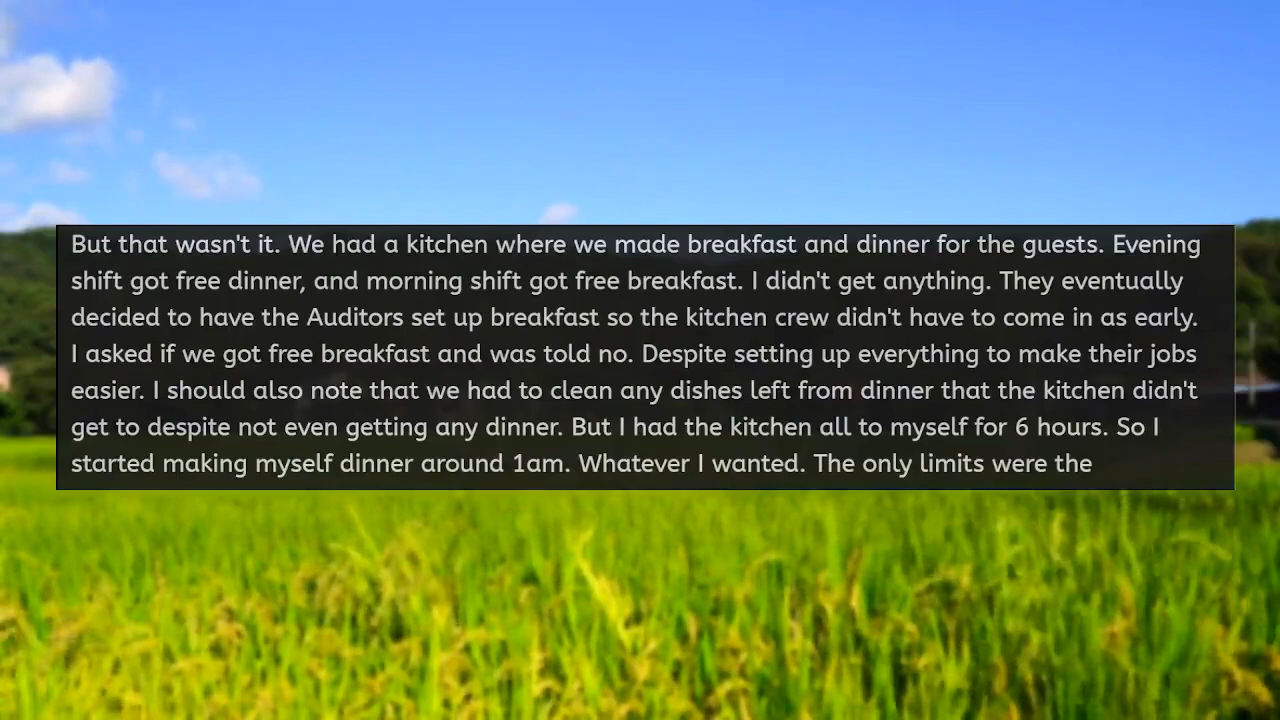 But that wasn't it. We had a kitchen where we made breakfast and dinner for the guests. Evening
shift got free dinner, and morning shift got free breakfast. I didn't get anything. They eventually
decided to have the Auditors set up breakfast so the kitchen crew didn't have to come in as early.
I asked if we got free breakfast and was told no. Despite setting up everything to make their jobs
easier. I should also note that we had to clean any dishes left from dinner that the kitchen didn't
get to despite not even getting any dinner. But I had the kitchen all to myself for 6 hours. So I
started making myself dinner around 1am. Whatever I wanted. The only limits were the